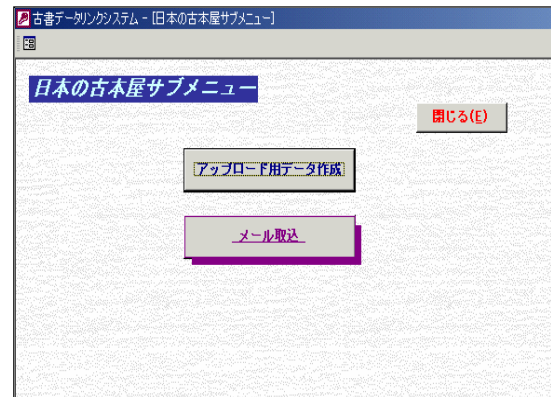 古書データリンクシステム - [日本の古本屋サブメニュー]
日本の古本屋サブメニュー
閉じる(E)
アップロード用データ作成
メール取込